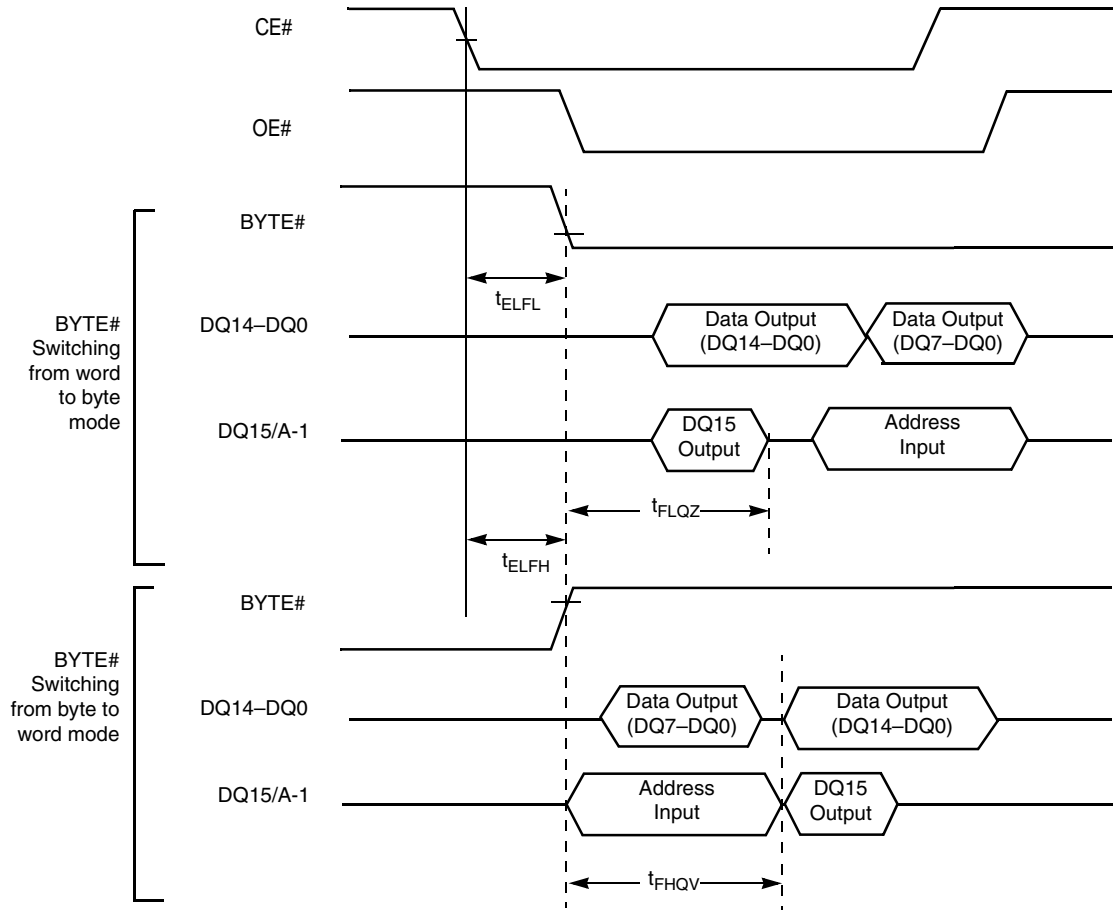 CE#
OE#
BYTE#
tELFL
BYTE#
Switching
from word
to byte
mode
DQ14–DQ0
Data Output
(DQ14–DQ0)
Data Output
(DQ7–DQ0)
DQ15/A-1
DQ15
Output
Address
Input
tFLQZ
tELFH
BYTE#
BYTE#
Switching
from byte to
word mode
DQ14–DQ0
Data Output
(DQ7–DQ0)
Data Output
(DQ14–DQ0)
DQ15/A-1
Address
Input
DQ15
Output
tFHQV